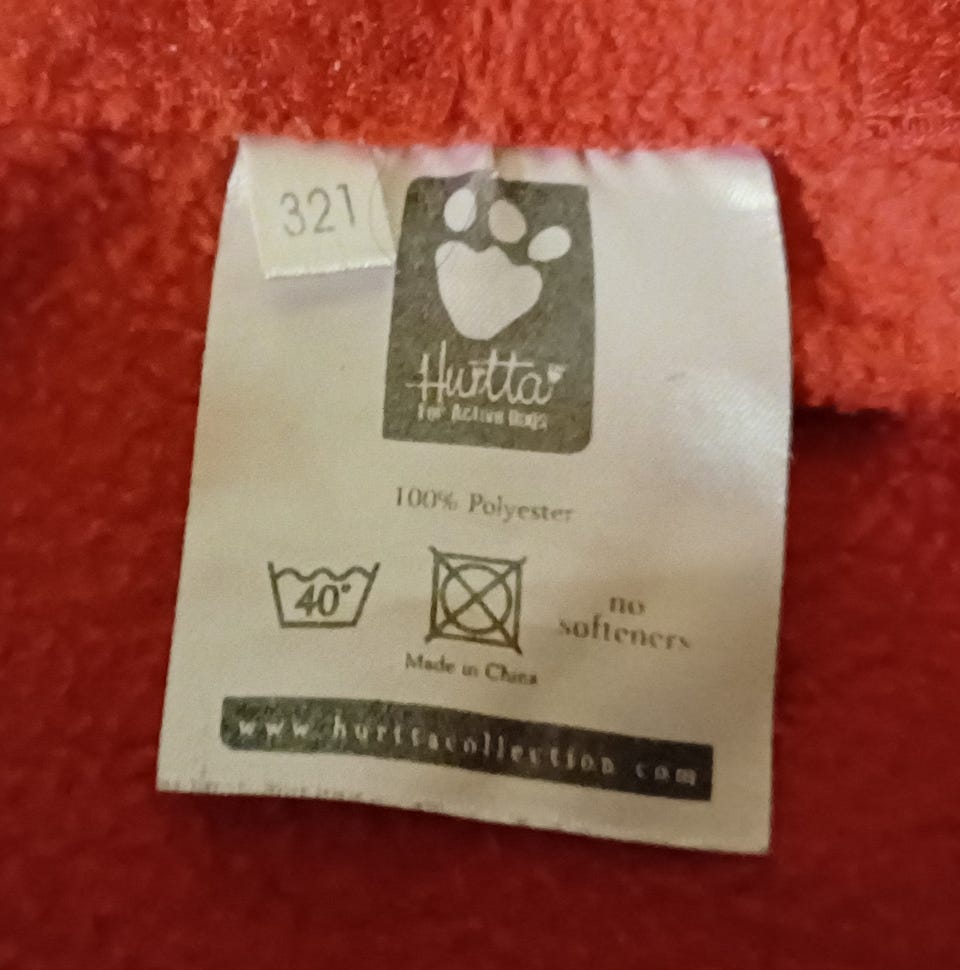 321
Hurtta
For Active Dogs
100% Polyester
40°
no
softeners
Made in China
www.hurttacollection.com